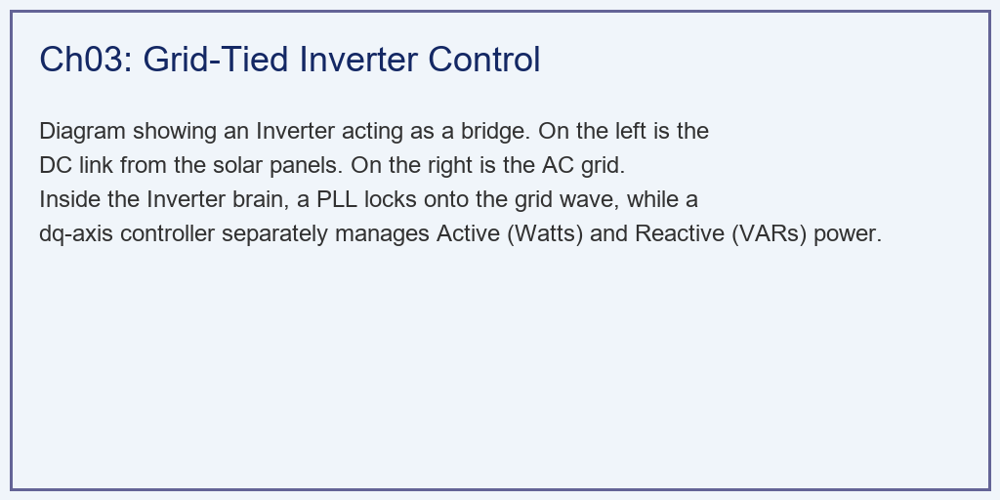 Ch03: Grid-Tied Inverter Control
Diagram showing an Inverter acting as a bridge. On the left is the
DC link from the solar panels. On the right is the AC grid.
Inside the Inverter brain, a PLL locks onto the grid wave, while a
dq-axis controller separately manages Active (Watts) and Reactive (VARs) power.